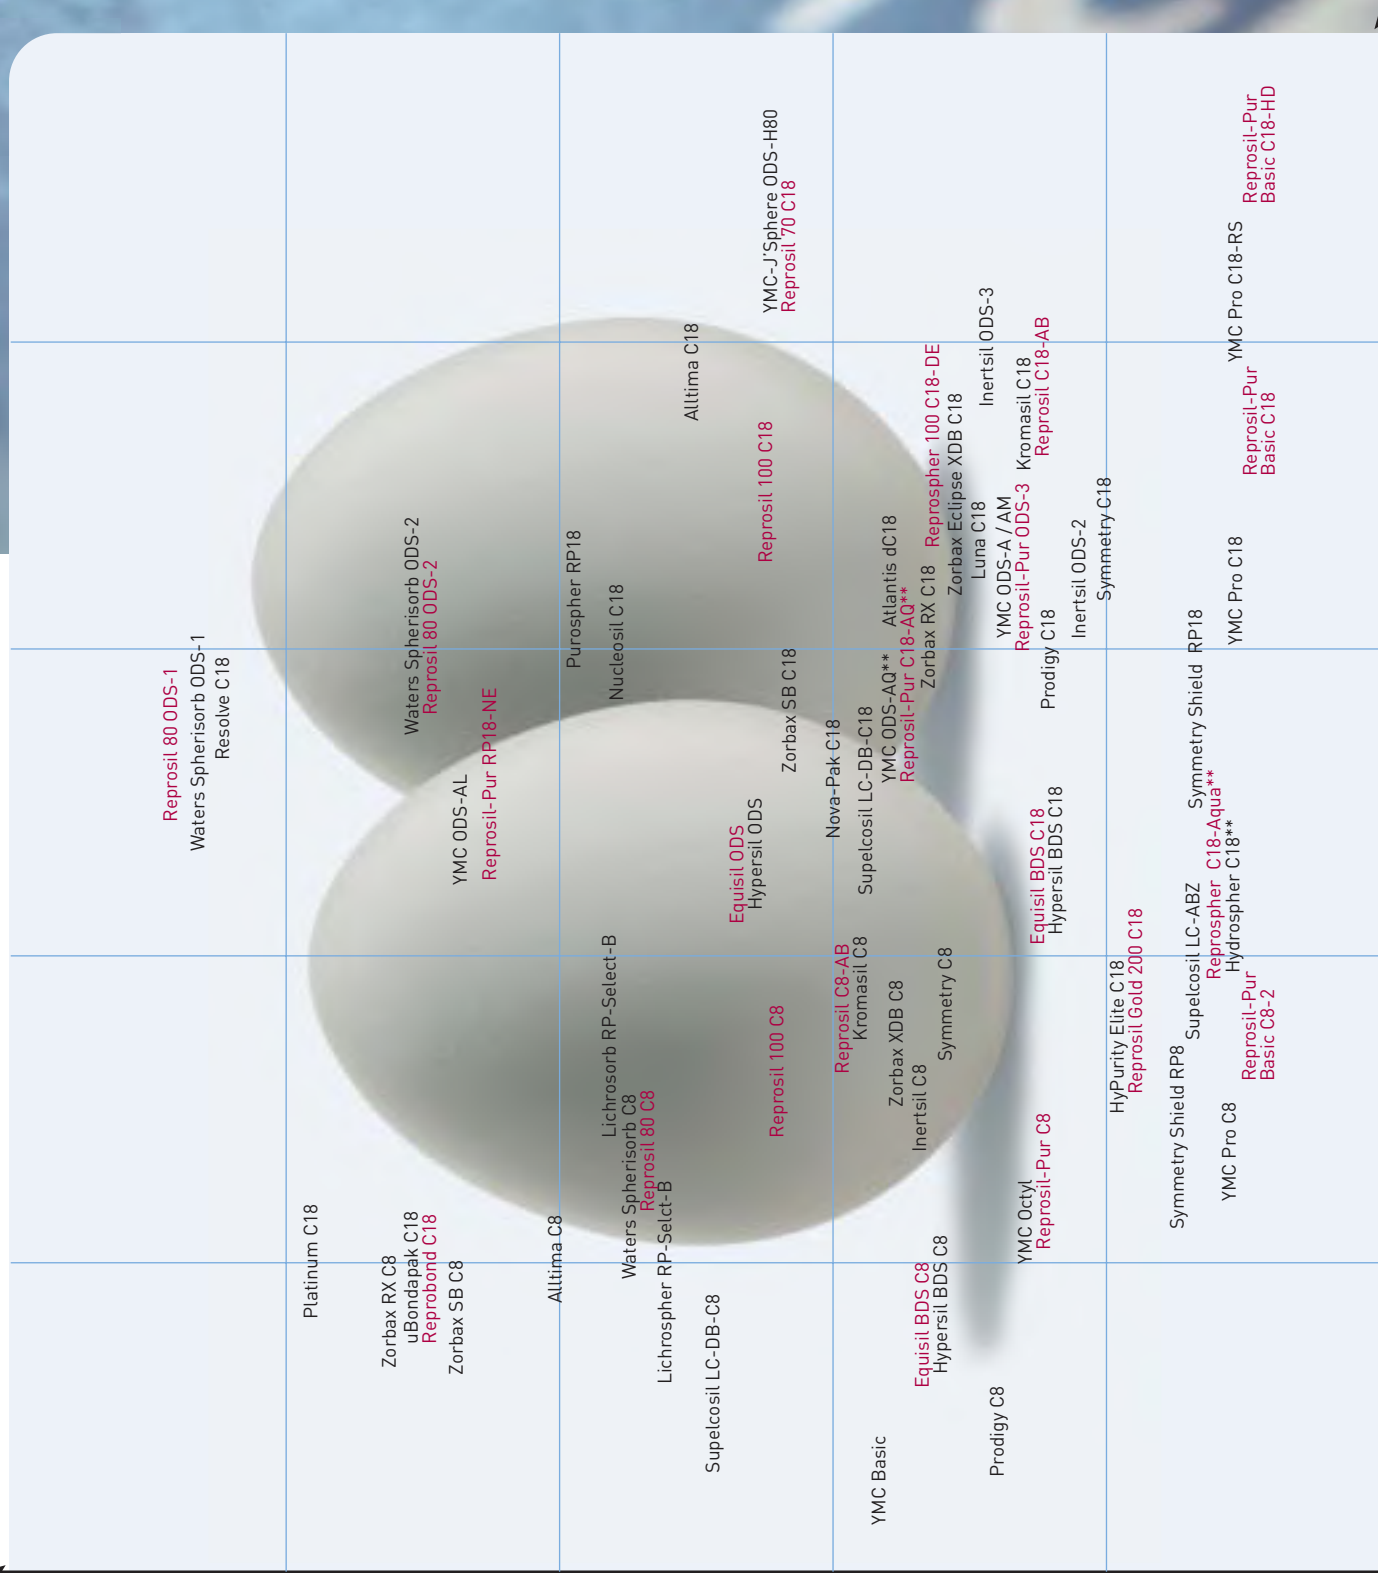 Reprosil 80 ODS-1
Waters Spherisorb ODS-1
Resolve C18
Platinum C18
Zorbax RX C8
Waters Spherisorb ODS-2
uBondapak C18
Reprosil 80 ODS-2
Reprobond C18
YMC ODS-AL
Zorbax SB C8
Reprosil-Pur RP18-NE
Alltima C8
Purospher RP18
Nucleosil C18
Lichrosorb RP-Select-B
Waters Spherisorb C8
Reprosil 80 C8
Lichrospher RP-Selct-B
Alltima C18
Supelcosil LC-DB-C8
Equisil ODS
Hypersil ODS
Reprosil 100 C18
YMC-J'Sphere ODS-H80
Reprosil 70 C18
Reprosil 100 C8
Zorbax SB C18
Nova-Pak C18
Reprosil C8-AB
Kromasil C8
Supelcosil LC-DB-C18
YMC Basic
Atlantis dC18
YMC ODS-AQ**
Reprosil-Pur C18-AQ**
Zorbax XDB C8
Inertsil C8
Zorbax RX C18
Reprospher 100 C18-DE
Equisil BDS C8
Hypersil BDS C8
Symmetry C8
Zorbax Eclipse XDB C18
Luna C18
Inertsil ODS-3
Prodigy C8
YMC ODS-A / AM
Reprosil-Pur ODS-3
Kromasil C18
Reprosil C18-AB
YMC Octyl
Reprosil-Pur C8
Equisil BDS C18
Hypersil BDS C18
Prodigy C18
Inertsil ODS-2
Symmetry C18
HyPurity Elite C18
Reprosil Gold 200 C18
Symmetry Shield RP8
Supelcosil LC-ABZ
Symmetry Shield RP18
Reprospher C18-Aqua**
Hydrospher C18**
YMC Pro C8
YMC Pro C18
YMC Pro C18-RS
Reprosil-Pur
Basic C8-2
Reprosil-Pur
Basic C18
Reprosil-Pur
Basic C18-HD